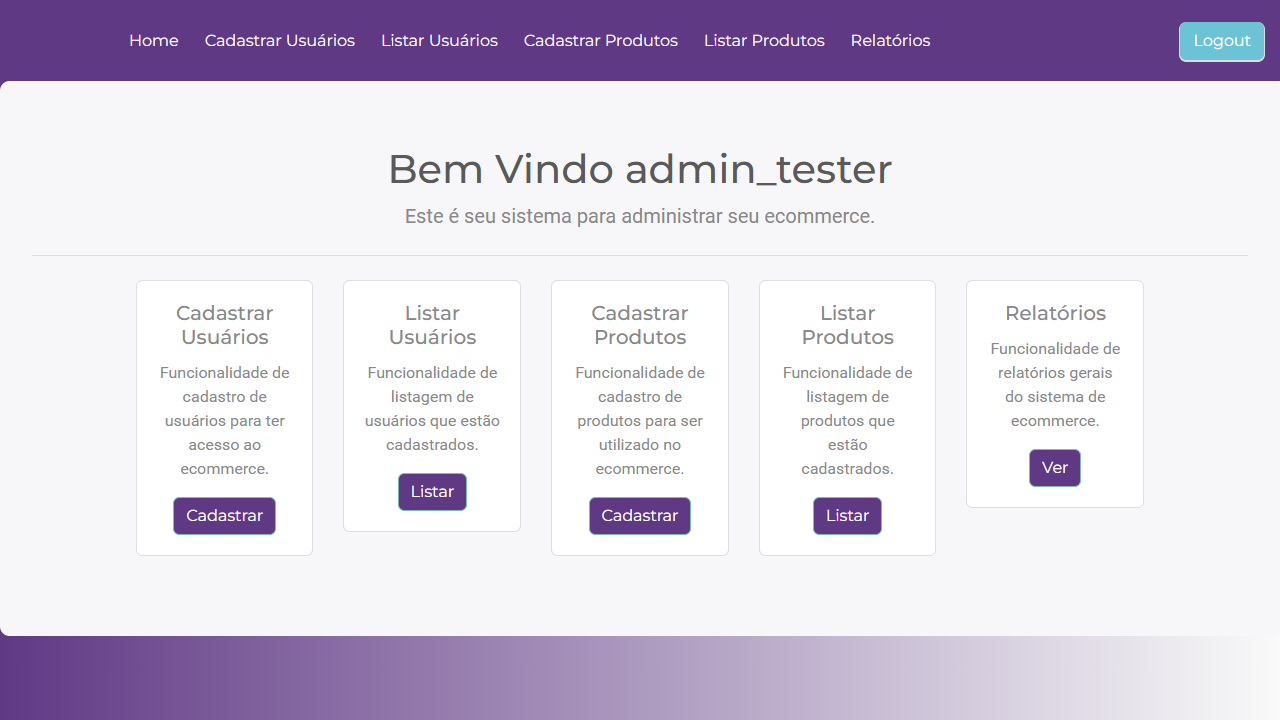 Home Cadastrar Usuários Listar Usuários Cadastrar Produtos Listar Produtos Relatórios Logout
Bem Vindo admin_tester
Este é seu sistema para administrar seu ecommerce.
Cadastrar
Usuários
Funcionalidade de
cadastro de
usuários para ter
acesso ao
ecommerce.
Cadastrar
Listar
Usuários
Funcionalidade de
listagem de
usuários que estão
cadastrados.
Listar
Cadastrar
Produtos
Funcionalidade de
cadastro de
produtos para ser
utilizado no
ecommerce.
Cadastrar
Listar
Produtos
Funcionalidade de
listagem de
produtos que
estão
cadastrados.
Listar
Relatórios
Funcionalidade de
relatórios gerais
do sistema de
ecommerce.
Ver